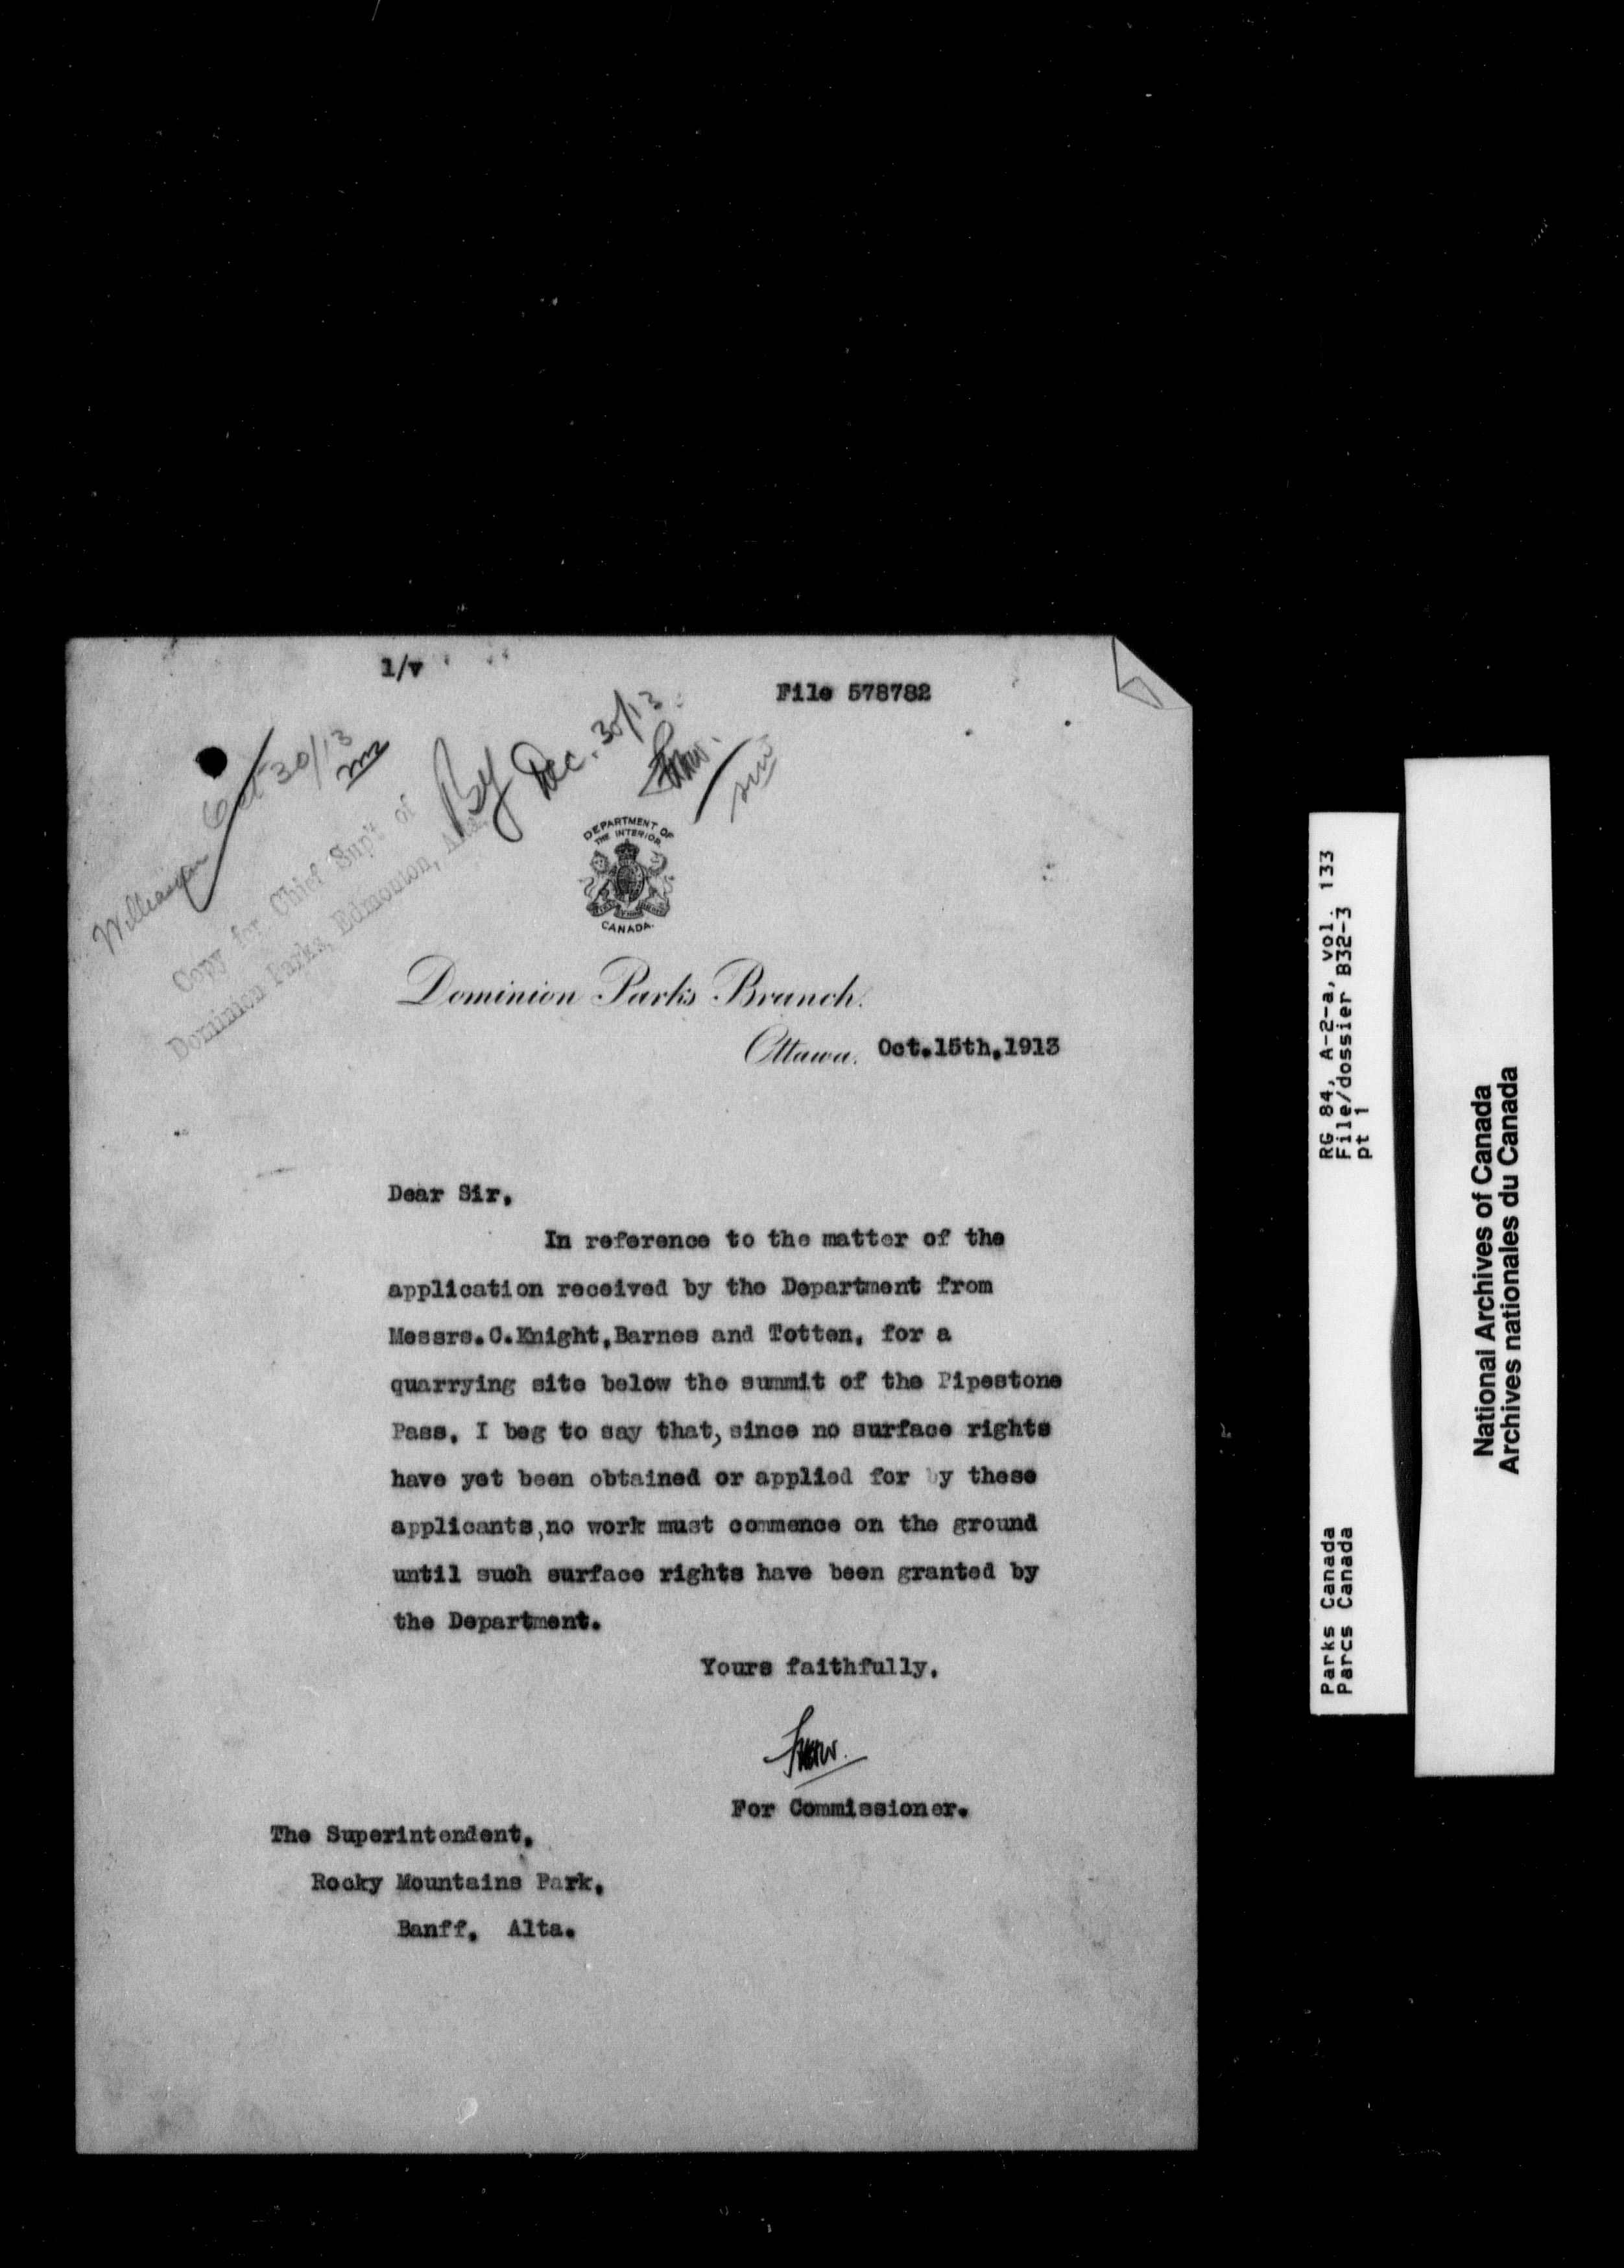 1/v
File 578782
Oct 30/13
By Dec. 30/13
Copy for Chief Sup't of
Dominion Parks, Edmonton, Alta.
DEPARTMENT OF
THE INTERIOR
CANADA.
Dominion Parks Branch.
Ottawa. Oct.15th,1913
Dear Sir,
In reference to the matter of the
application received by the Department from
Messrs.C.Knight,Barnes and Totten, for a
quarrying site below the summit of the Pipestone
Pass, I beg to say that, since no surface rights
have yet been obtained or applied for by these
applicants,no work must commence on the ground
until such surface rights have been granted by
the Department.
Yours faithfully,
For Commissioner.
The Superintendent,
Rocky Mountains Park,
Banff, Alta.
RG 84, A-2-a, vol. 133
File/dossier B32-3
pt 1
Parks Canada
Parcs Canada
National Archives of Canada
Archives nationales du Canada